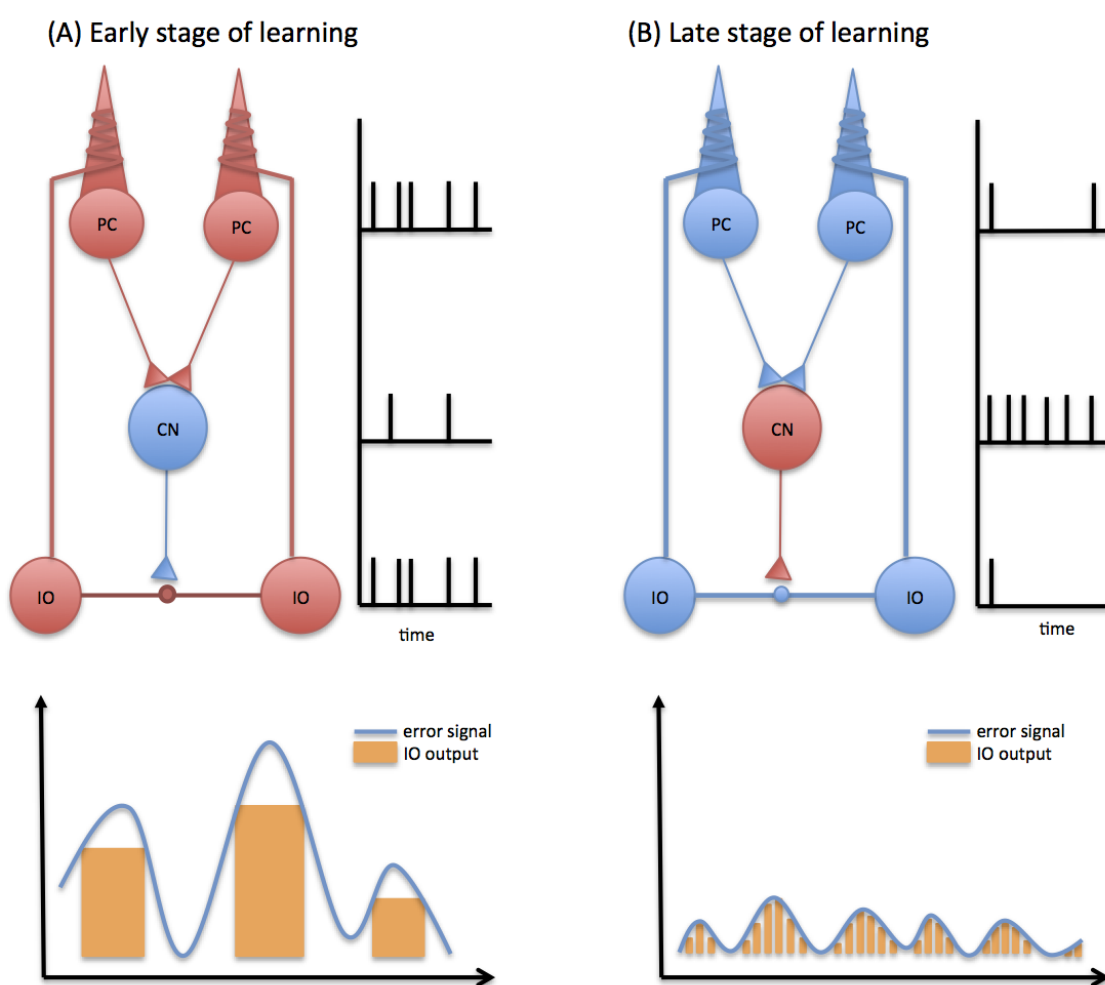 (A) Early stage of learning
PC
PC
CN
IO
IO
time
error signal
IO output
(B) Late stage of learning
PC
PC
CN
IO
IO
time
error signal
IO output